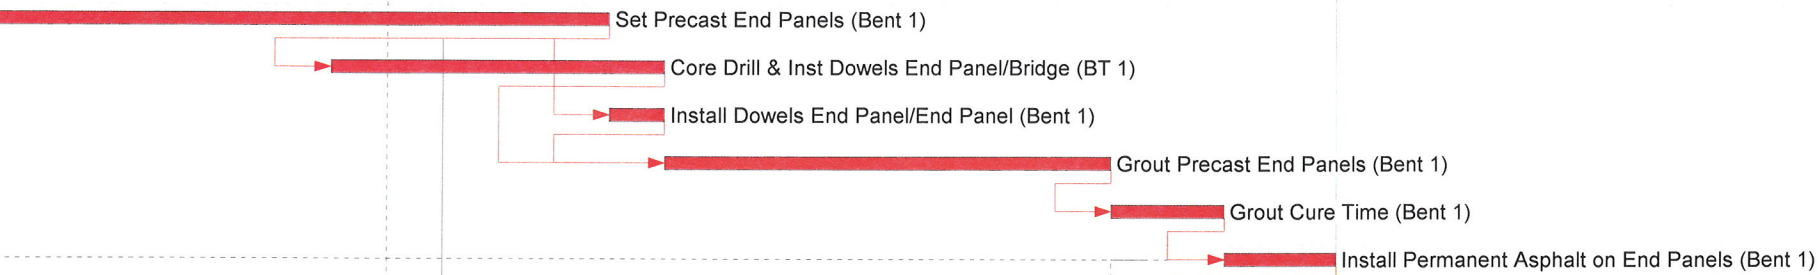 Set Precast End Panels (Bent 1)
Core Drill & Inst Dowels End Panel/Bridge (BT 1)
Install Dowels End Panel/End Panel (Bent 1)
Grout Precast End Panels (Bent 1)
Grout Cure Time (Bent 1)
Install Permanent Asphalt on End Panels (Bent 1)